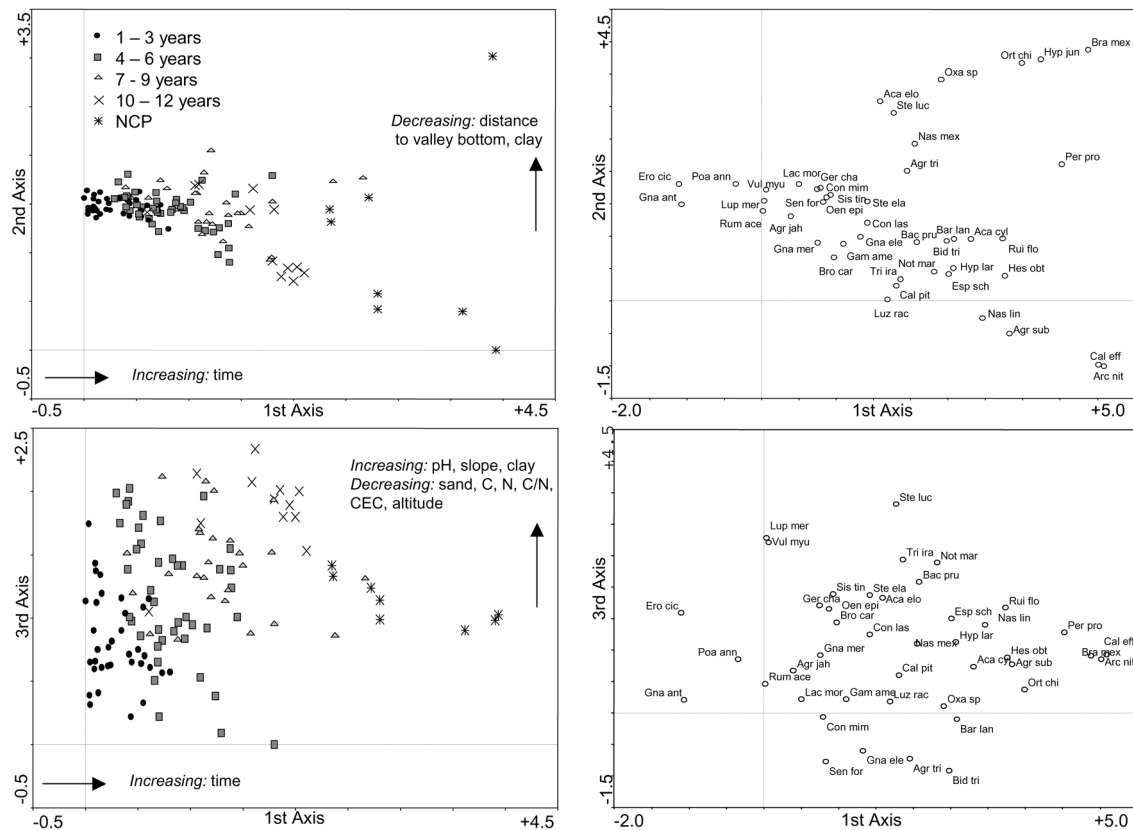 +3.5
1 – 3 years
4 – 6 years
7 - 9 years
10 – 12 years
NCP
Decreasing: distance
to valley bottom, clay
2nd Axis
Increasing: time
-0.5
-0.5
1st Axis
+4.5
+4.5
Bra mex
Hyp jun
Ort chi
Oxa sp
Aca elo
Ste luc
Nas mex
Agr tri
Per pro
Ero cic
Poa ann
Lac mor
Ger cha
Gna ant
Vul myu
Con mim
Sis tin
Ste ela
Lup mer
Sen for
Oen epi
Rum ace
Agr jah
Con las
Bac pru
Bar lan
Aca cyl
Gna mer
Gna ele
Bid tri
Rui flo
Bro car
Gam ame
Not mar
Tri ira
Hyp lar
Hes obt
Esp sch
Cal pit
Luz rac
Nas lin
Agr sub
Cal eff
Arc nit
2nd Axis
-1.5
-2.0
1st Axis
+5.0
+2.5
Increasing: pH, slope, clay
Decreasing: sand, C, N, C/N,
CEC, altitude
3rd Axis
Increasing: time
-0.5
-0.5
1st Axis
+4.5
+4.5
Ste luc
Lup mer
Vul myu
Tri ira
Not mar
Bac pru
Sis tin
Ste ela
Ger cha
Aca elo
Oen epi
Ero cic
Bro car
Esp sch
Rui flo
Nas lin
Con las
Per pro
Nas mex
Hyp lar
Gna mer
Poa ann
Hes obt
Cal eff
Bra mex
Agr jah
Aca cyl
Agr sub
Arc nit
Rum ace
Cal pit
Ort chi
Gna ant
Lac mor
Gam ame
Luz rac
Oxa sp
Con mim
Bar lan
Sen for
Gna ele
Agr tri
Bid tri
3rd Axis
-1.5
-2.0
1st Axis
+5.0